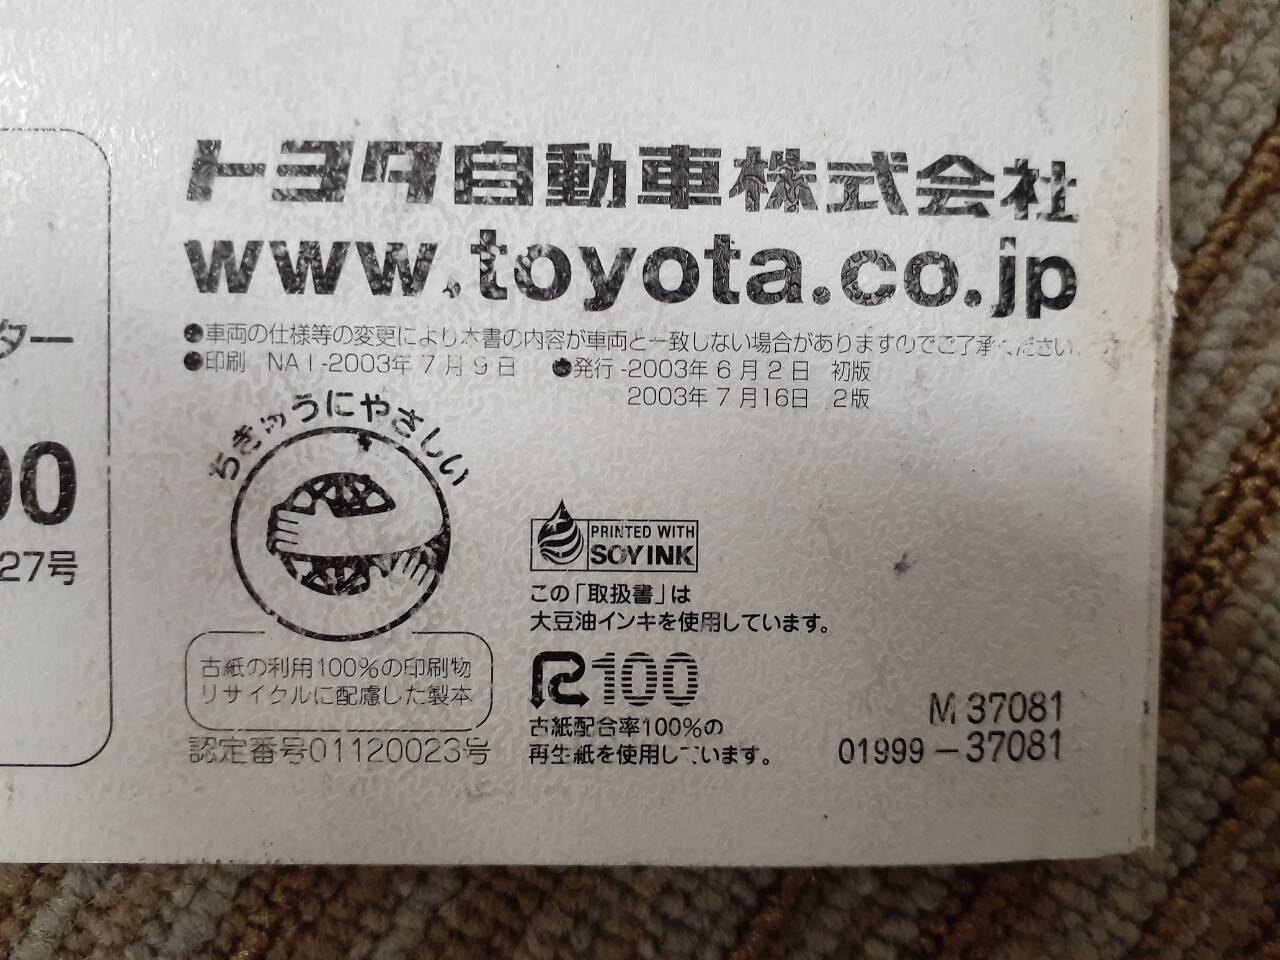 トヨタ自動車株式会社
www.toyota.co.jp
●車両の仕様等の変更により本書の内容が車両と一致しない場合がありますのでご了承ください。
●印刷 NAI-2003年7月9日 ●発行-2003年6月2日 初版
2003年7月16日 2版
ター
00
27号
ちきゅうにやさしい
古紙の利用100%の印刷物
リサイクルに配慮した製本
認定番号01120023号
PRINTED WITH
SOY INK
この「取扱書」は
大豆油インキを使用しています。
R100
古紙配合率100%の
再生紙を使用しています。
M 37081
01999-37081